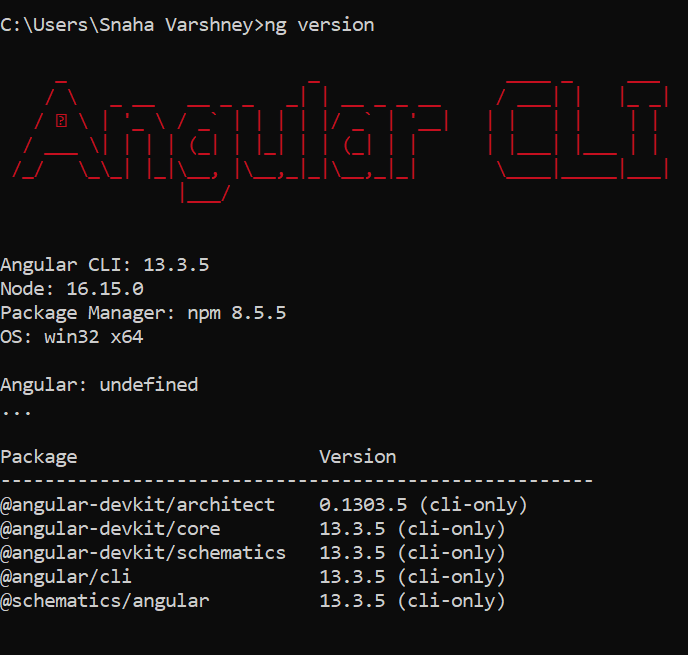 C:\Users\Snaha Varshney>ng version
Angular CLI
Angular CLI: 13.3.5
Node: 16.15.0
Package Manager: npm 8.5.5
OS: win32 x64
Angular: undefined
...
Package Version
------------------------------------------------------
@angular-devkit/architect 0.1303.5 (cli-only)
@angular-devkit/core 13.3.5 (cli-only)
@angular-devkit/schematics 13.3.5 (cli-only)
@angular/cli 13.3.5 (cli-only)
@schematics/angular 13.3.5 (cli-only)